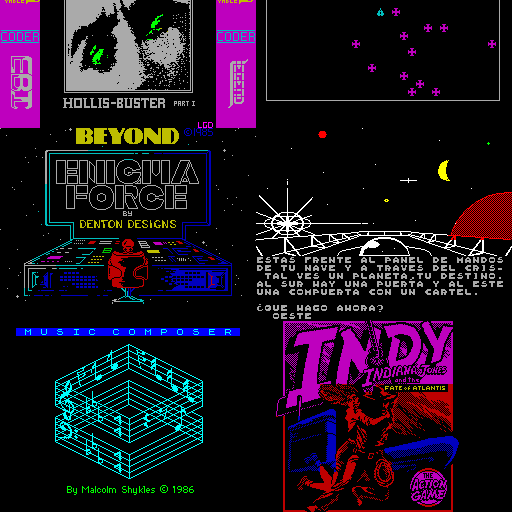 CODER
CODER
HOLLIS-BUSTER PART I
BEYOND
ENIGMA
FORCE
BY
DENTON DESIGNS
ESTAS FRENTE AL PANEL DE MANDOS
DE TU NAVE Y A TRAVES DEL CRIS-
TAL VES UN PLANETA,TU DESTINO.
AL SUR HAY UNA PUERTA Y AL ESTE
UNA COMPUERTA CON UN CARTEL.
¿QUE HAGO AHORA?
OESTE
MUSIC COMPOSER
By Malcolm Shykles © 1986
INDY
INDIANA JONES
and The
FATE of ATLANTIS
THE
ACTION
GAME